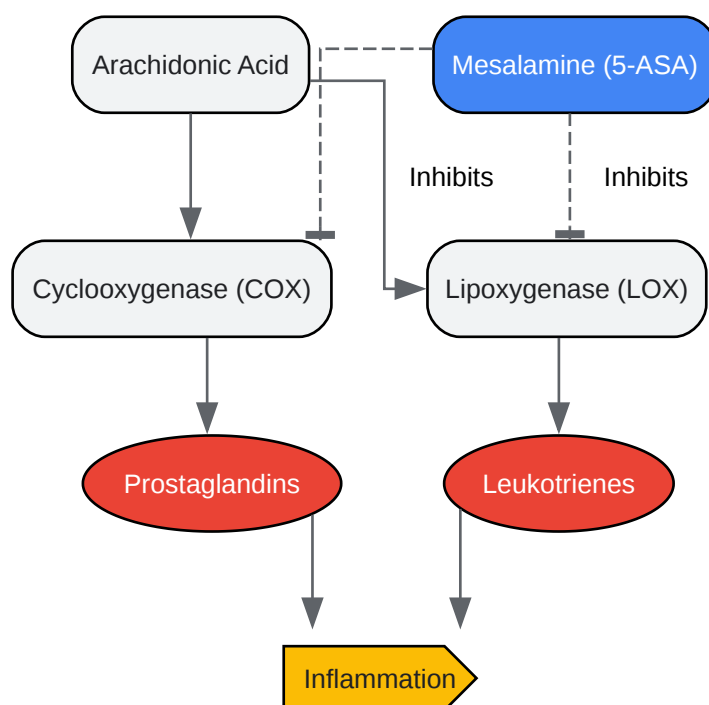 Arachidonic Acid
Mesalamine (5-ASA)
Inhibits
Inhibits
Cyclooxygenase (COX)
Lipoxygenase (LOX)
Prostaglandins
Leukotrienes
Inflammation